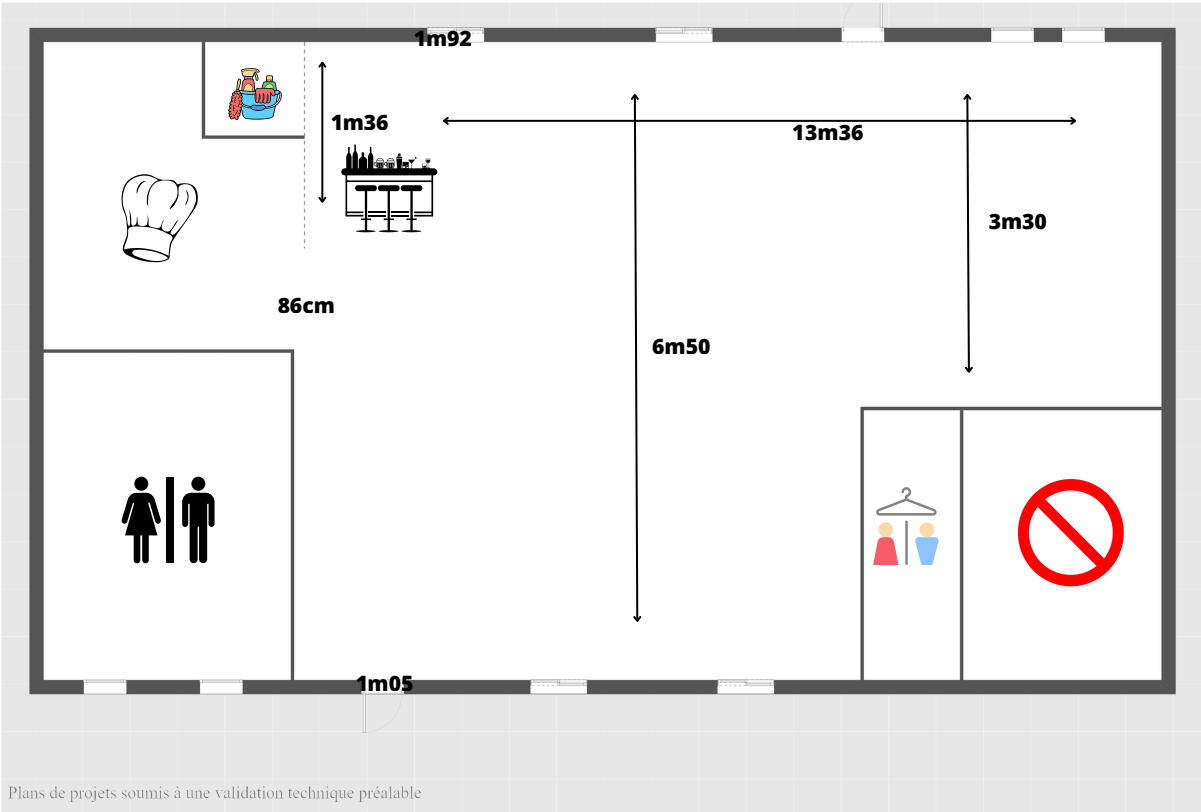 1m92
1m36
13m36
3m30
86cm
6m50
1m05
Plans de projets soumis à une validation technique préalable